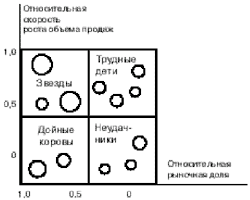 Относительная
скорость
роста объема продаж
1,0
Звезды
Трудные
дети
0,5
Дойные
коровы
Неудач-
ники
0
Относительная
рыночная доля
1,0
0,5
0